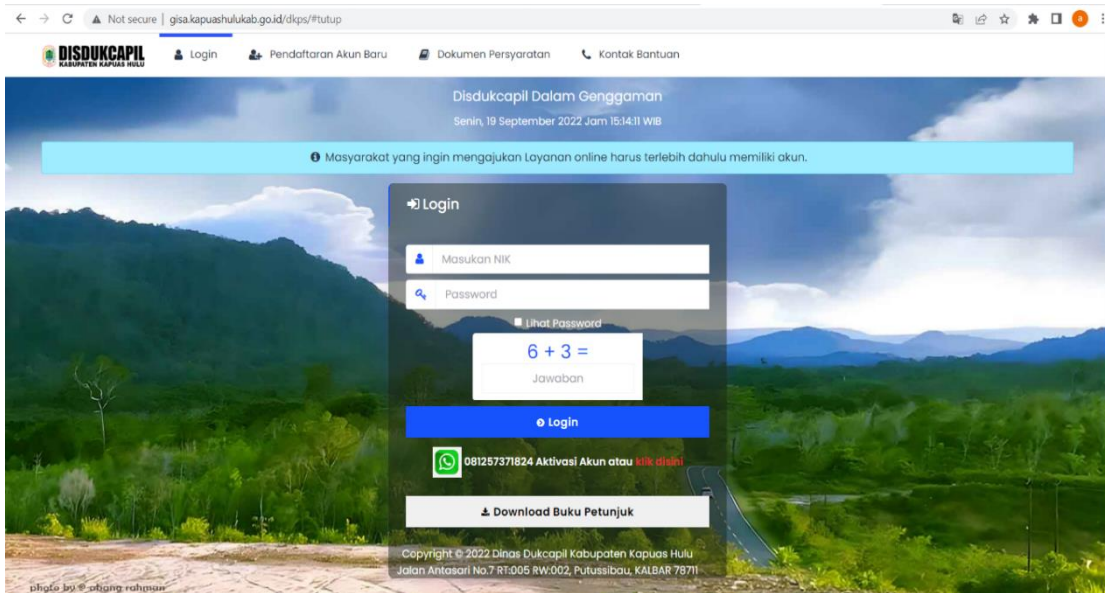 Not secure | gisa.kapuashulukab.go.id/dkps/#tutup
DISDUKCAPIL
KABUPATEN KAPUAS HULU
Login
Pendaftaran Akun Baru
Dokumen Persyaratan
Kontak Bantuan
Disdukcapil Dalam Genggaman
Senin, 19 September 2022 Jam 15:14:11 WIB
Masyarakat yang ingin mengajukan Layanan online harus terlebih dahulu memiliki akun.
Login
Masukan NIK
Password
Lihat Password
6 + 3 =
Jawaban
Login
081257371824 Aktivasi Akun atau klik disini
Download Buku Petunjuk
Copyright © 2022 Dinas Dukcapil Kabupaten Kapuas Hulu
Jalan Antasari No.7 RT:005 RW:002, Putussibau, KALBAR 78711
photo by © abang rahman